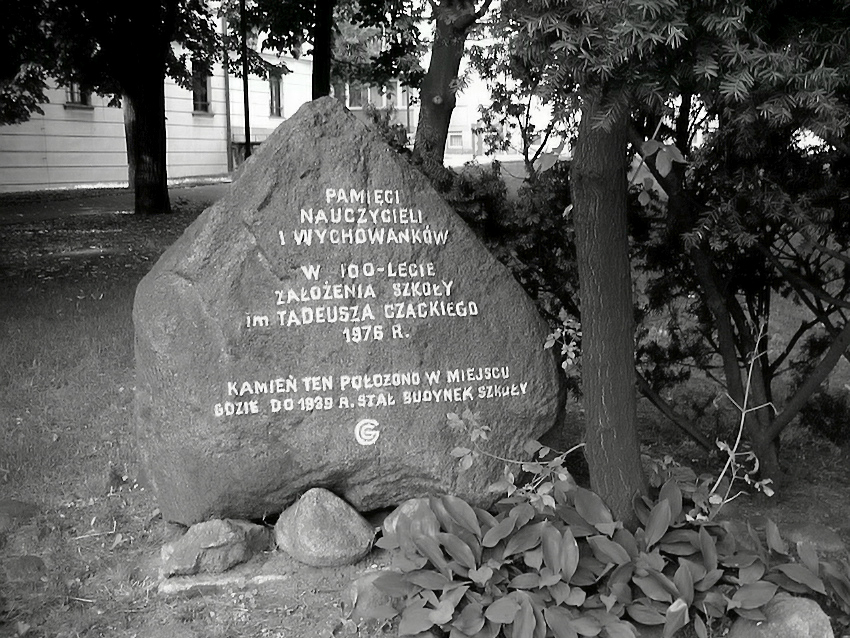 PAMIĘCI
NAUCZYCIELI
I WYCHOWANKÓW
W 100-LECIE
ZAŁOŻENIA SZKOŁY
im TADEUSZA CZACKIEGO
1976 R.
KAMIEŃ TEN POŁOZONO W MIEJSCU
GDZIE DO 1939 R. STAŁ BUDYNEK SZKOŁY